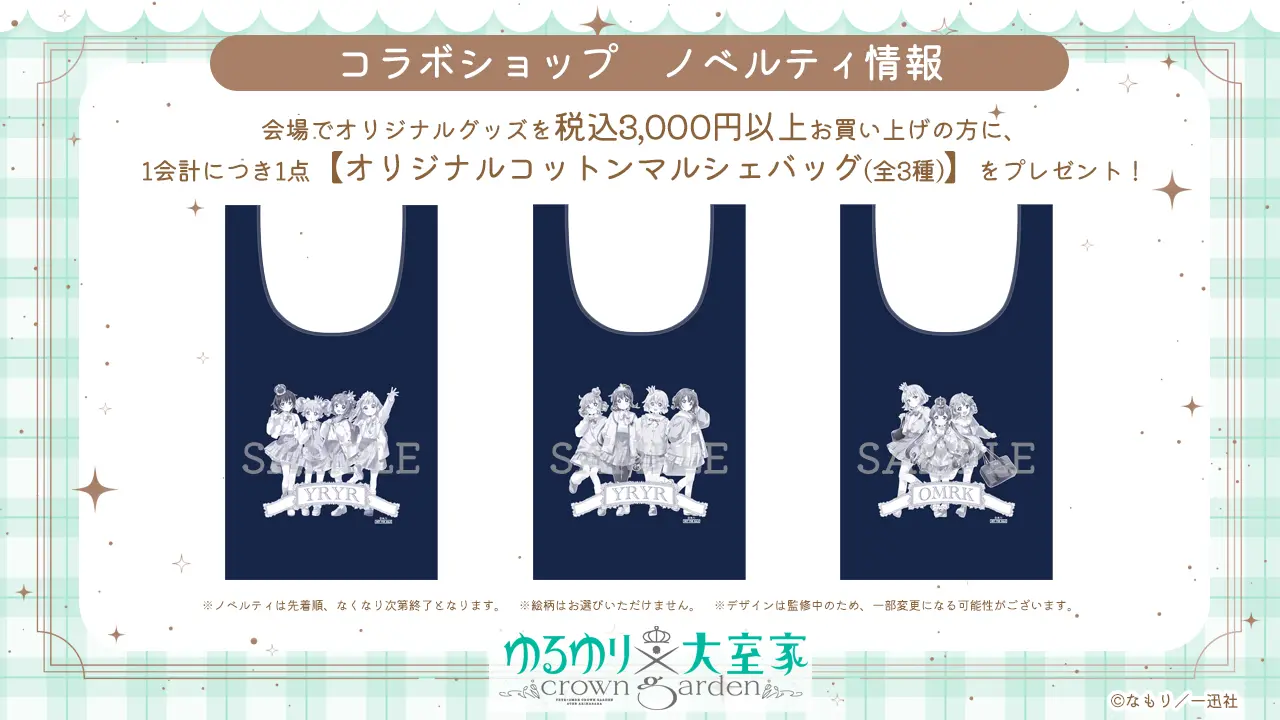 コラボショップ　ノベルティ情報
会場でオリジナルグッズを税込3,000円以上お買い上げの方に、
1会計につき1点【オリジナルコットンマルシェバッグ(全3種)】をプレゼント！
SAMPLE SAMPLE SAMPLE
YRYR YRYR OMRK
※ノベルティは先着順、なくなり次第終了となります。　※絵柄はお選びいただけません。　※デザインは監修中のため、一部変更になる可能性がございます。
ゆるゆり 大室家
crown garden
©なもり／一迅社